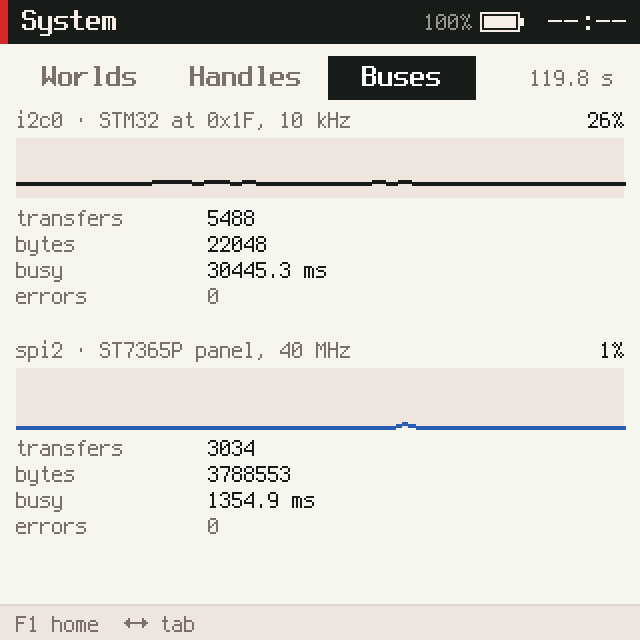 System 100% --:--
Worlds Handles Buses 119.8 s
i2c0 · STM32 at 0x1F, 10 kHz 26%
transfers 5488
bytes 22048
busy 30445.3 ms
errors 0
spi2 · ST7365P panel, 40 MHz 1%
transfers 3034
bytes 3788553
busy 1354.9 ms
errors 0
F1 home ↔ tab